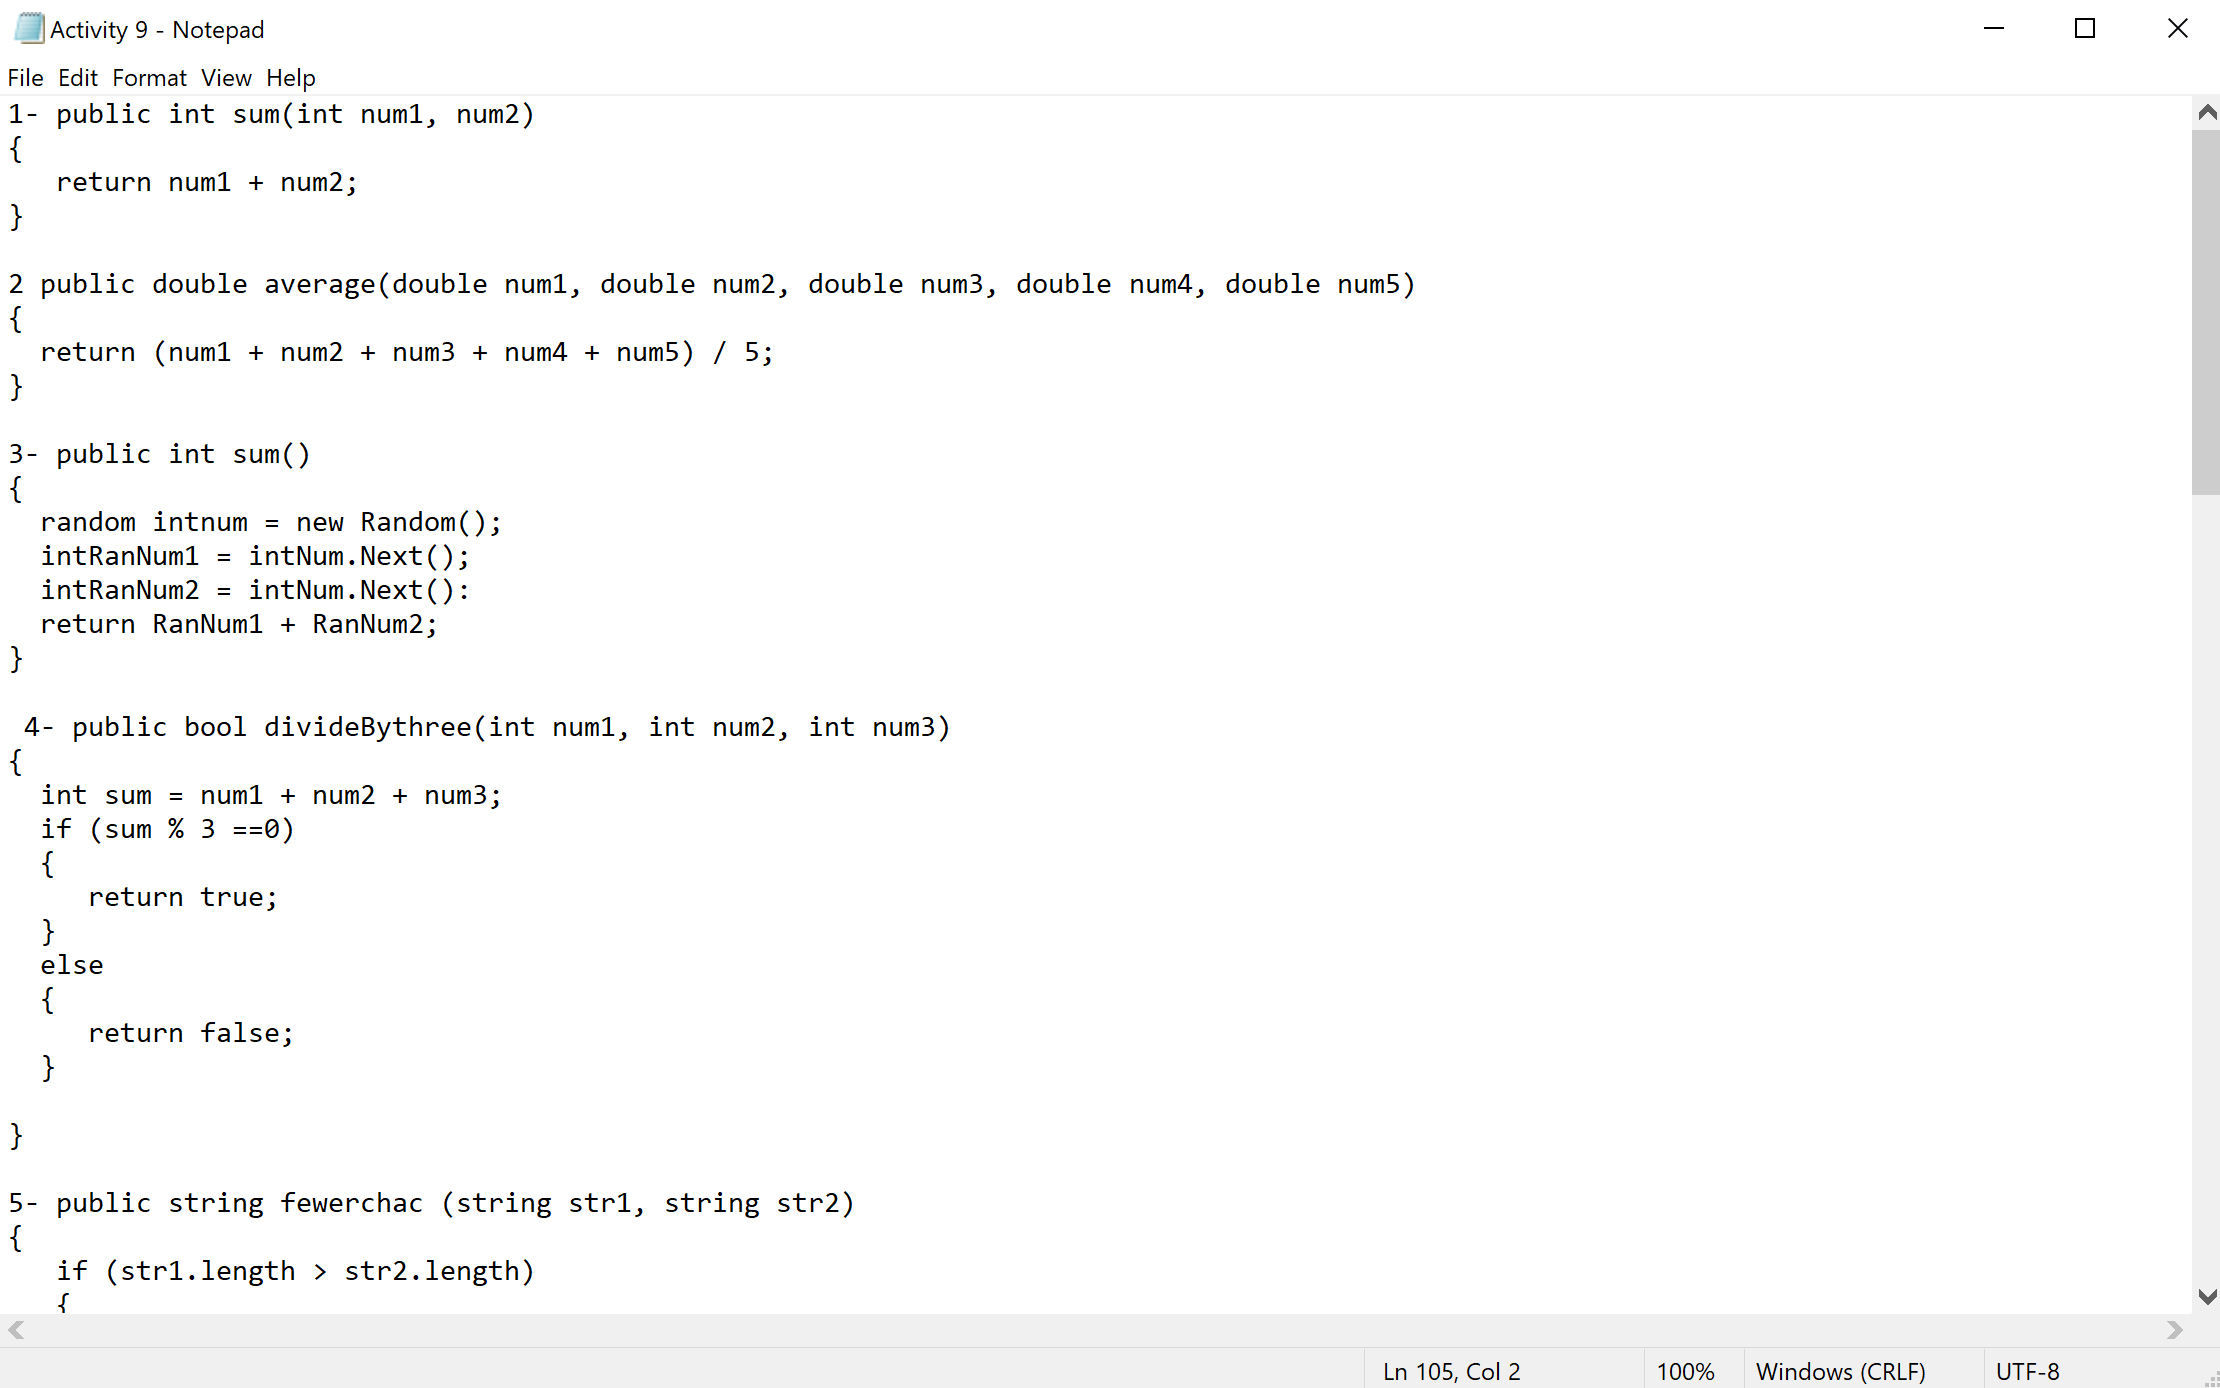 Activity 9 - Notepad
File Edit Format View Help
1- public int sum(int num1, num2)
{
   return num1 + num2;
}

2 public double average(double num1, double num2, double num3, double num4, double num5)
{
  return (num1 + num2 + num3 + num4 + num5) / 5;
}

3- public int sum()
{
  random intnum = new Random();
  intRanNum1 = intNum.Next();
  intRanNum2 = intNum.Next():
  return RanNum1 + RanNum2;
}

 4- public bool divideBythree(int num1, int num2, int num3)
{
  int sum = num1 + num2 + num3;
  if (sum % 3 ==0)
  {
     return true;
  }
  else
  {
     return false;
  }

}

5- public string fewerchac (string str1, string str2)
{
   if (str1.length > str2.length)
   {
Ln 105, Col 2 100% Windows (CRLF) UTF-8